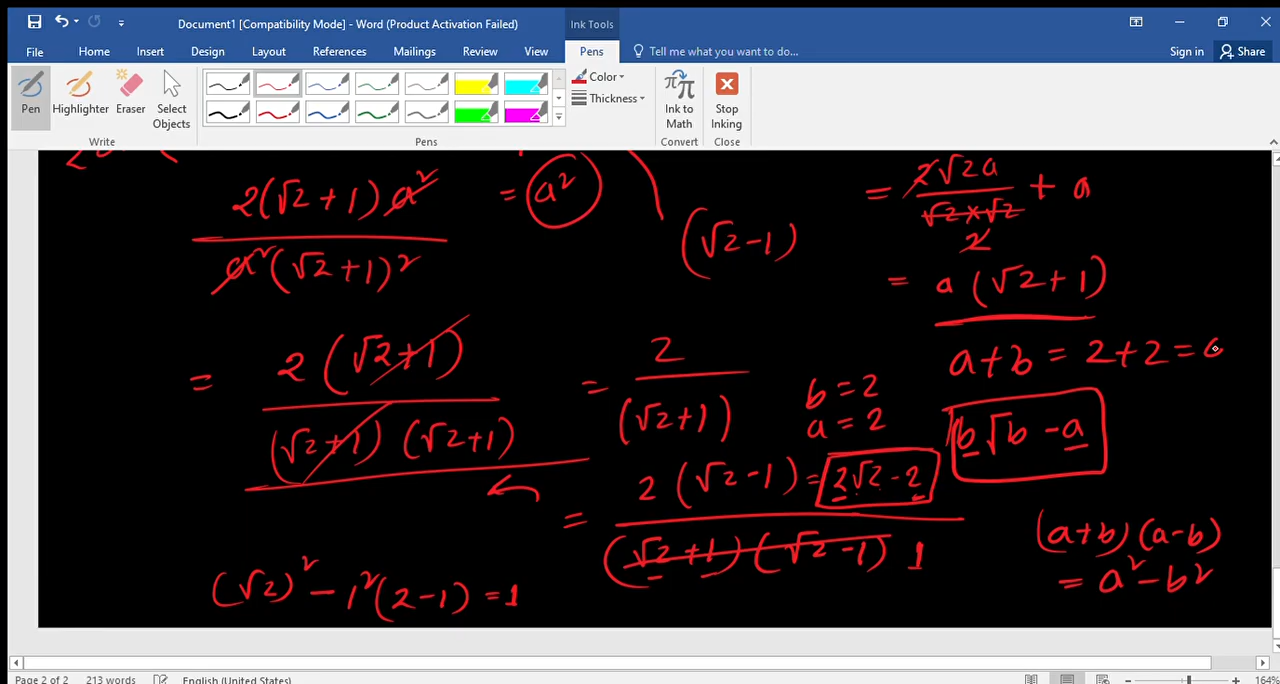 Document1 [Compatibility Mode] - Word (Product Activation Failed)
Ink Tools
File Home Insert Design Layout References Mailings Review View Pens Tell me what you want to do... Sign in Share
Pen Highlighter Eraser Select Objects
Color
Thickness
Ink to Math
Stop Inking
Write Pens Convert Close
2(√2 + 1) a² = a²
a² (√2 + 1)²
(√2 - 1)
= 2√2a + a
√2 × √2
2
= a (√2 + 1)
= 2 (√2 + 1)
(√2 + 1) (√2 + 1)
= 2
(√2 + 1)
b = 2
a = 2
a + b = 2 + 2 =
b√b - a
= 2 (√2 - 1) = 2√2 - 2
(√2 + 1) (√2 - 1) 1
(a + b) (a - b)
= a² - b²
(√2)² - 1² (2 - 1) = 1
Page 2 of 2 213 words English (United States) 164%